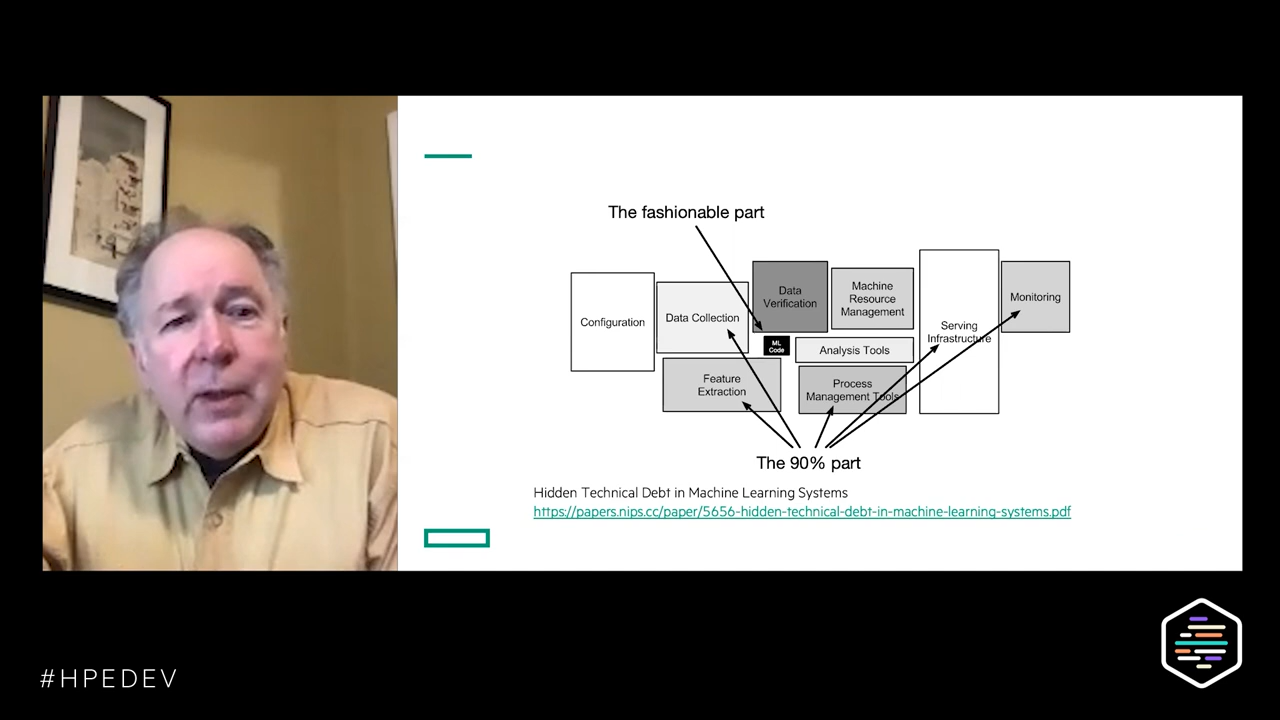 The fashionable part
Configuration
Data Collection
Data
Verification
Machine
Resource
Management
Serving
Infrastructure
Monitoring
ML
Code
Analysis Tools
Feature
Extraction
Process
Management Tools
The 90% part
Hidden Technical Debt in Machine Learning Systems
https://papers.nips.cc/paper/5656-hidden-technical-debt-in-machine-learning-systems.pdf
#HPEDEV